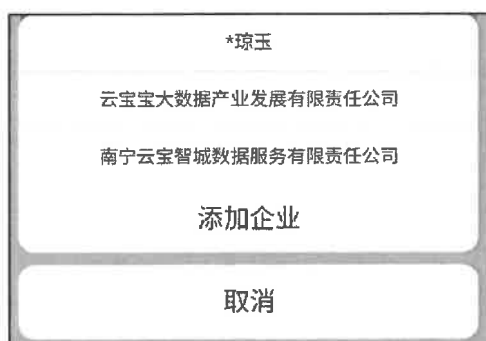 *琼玉
云宝宝大数据产业发展有限责任公司
南宁云宝智城数据服务有限责任公司
添加企业
取消